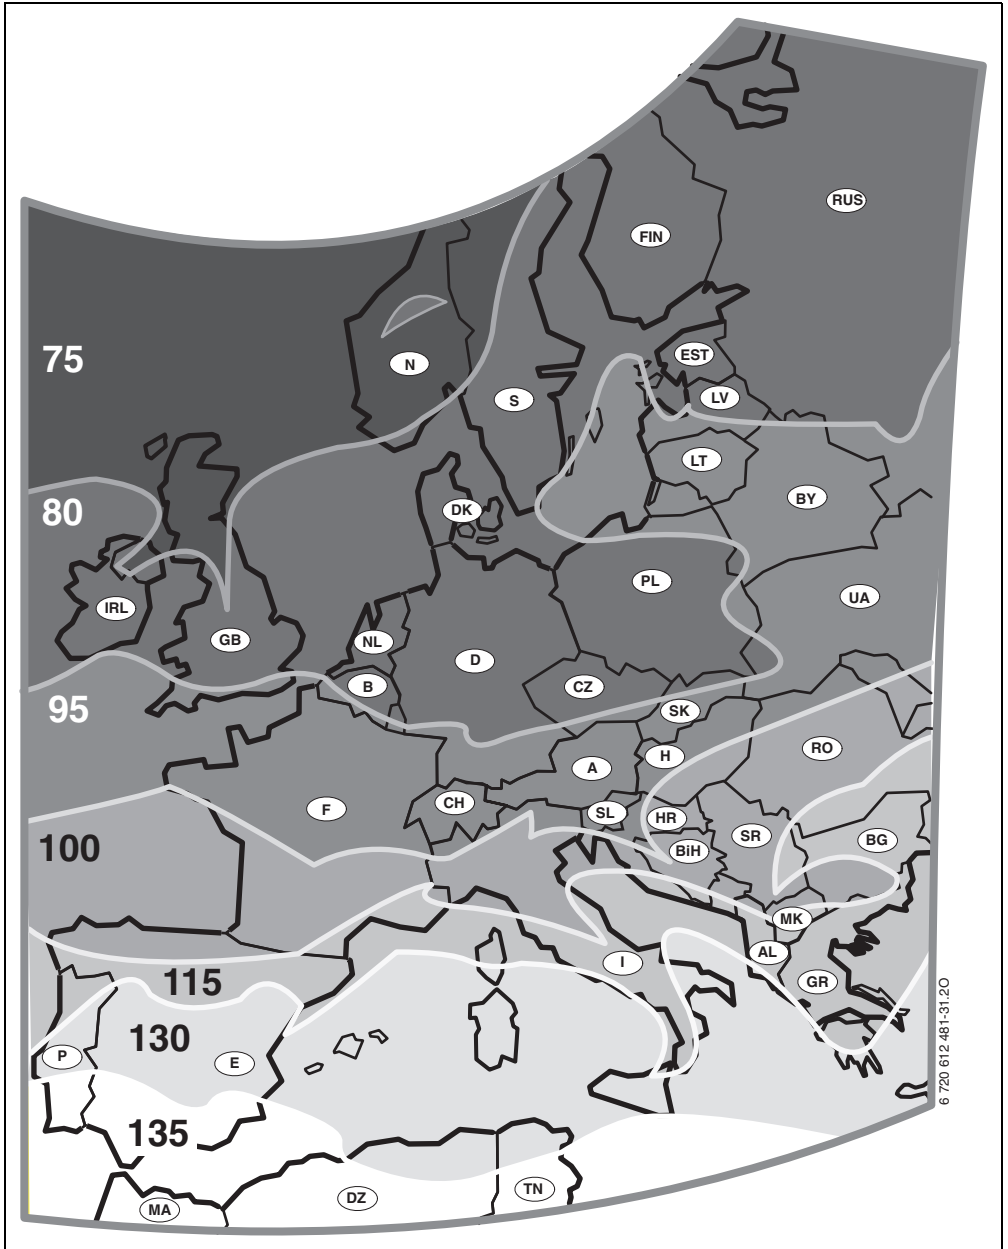 RUS
FIN
75
EST
N
LV
S
LT
80
BY
DK
PL
UA
IRL
GB
NL
D
B
CZ
95
SK
RO
H
A
F
CH
SL
HR
SR
BG
100
BiH
MK
AL
I
115
GR
130
P
E
135
DZ
TN
MA
6 720 612 481-31.2O